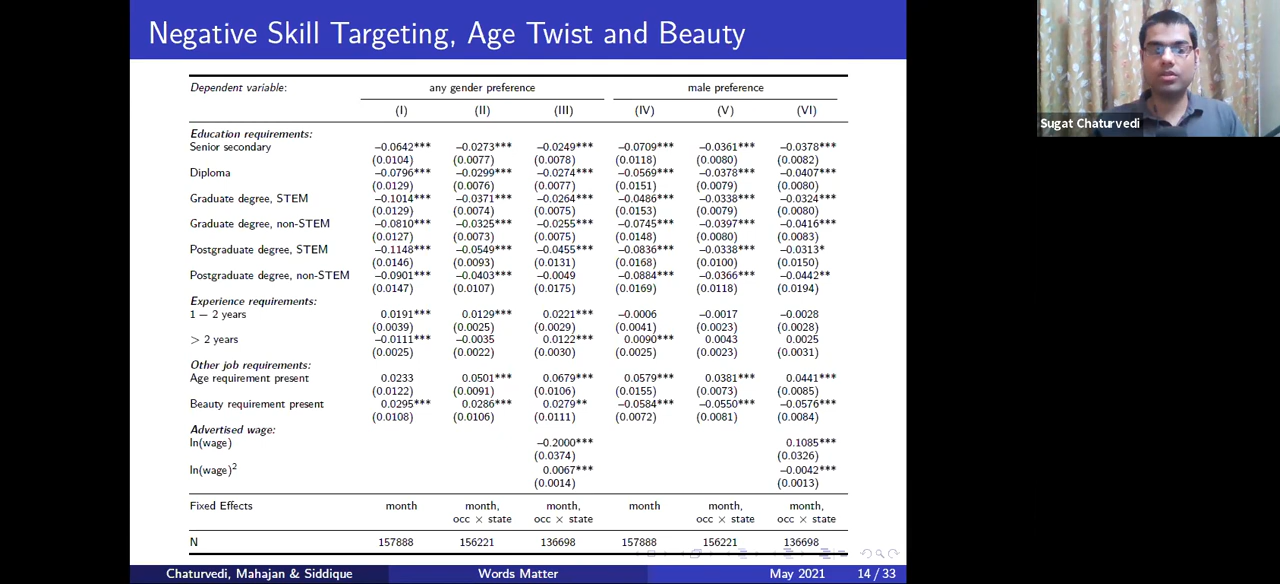 Negative Skill Targeting, Age Twist and Beauty
Dependent variable: any gender preference male preference
(I) (II) (III) (IV) (V) (VI)
Education requirements:
Senior secondary –0.0642*** –0.0273*** –0.0249*** –0.0709*** –0.0361*** –0.0378***
(0.0104) (0.0077) (0.0078) (0.0118) (0.0080) (0.0082)
Diploma –0.0796*** –0.0299*** –0.0274*** –0.0569*** –0.0378*** –0.0407***
(0.0129) (0.0076) (0.0077) (0.0151) (0.0079) (0.0080)
Graduate degree, STEM –0.1014*** –0.0371*** –0.0264*** –0.0486*** –0.0338*** –0.0324***
(0.0129) (0.0074) (0.0075) (0.0153) (0.0079) (0.0080)
Graduate degree, non-STEM –0.0810*** –0.0325*** –0.0255*** –0.0745*** –0.0397*** –0.0416***
(0.0127) (0.0073) (0.0075) (0.0148) (0.0080) (0.0083)
Postgraduate degree, STEM –0.1148*** –0.0549*** –0.0455*** –0.0836*** –0.0338*** –0.0313*
(0.0146) (0.0093) (0.0131) (0.0168) (0.0100) (0.0150)
Postgraduate degree, non-STEM –0.0901*** –0.0403*** –0.0049 –0.0884*** –0.0366*** –0.0442**
(0.0147) (0.0107) (0.0175) (0.0169) (0.0118) (0.0194)
Experience requirements:
1 – 2 years 0.0191*** 0.0129*** 0.0221*** –0.0006 –0.0017 –0.0028
(0.0039) (0.0025) (0.0029) (0.0041) (0.0023) (0.0028)
> 2 years –0.0111*** –0.0035 0.0122*** 0.0090*** 0.0043 0.0025
(0.0025) (0.0022) (0.0030) (0.0025) (0.0023) (0.0031)
Other job requirements:
Age requirement present 0.0233 0.0501*** 0.0679*** 0.0579*** 0.0381*** 0.0441***
(0.0122) (0.0091) (0.0106) (0.0155) (0.0073) (0.0085)
Beauty requirement present 0.0295*** 0.0286*** 0.0279** –0.0584*** –0.0550*** –0.0576***
(0.0108) (0.0106) (0.0111) (0.0072) (0.0081) (0.0084)
Advertised wage:
ln(wage) –0.2000*** 0.1085***
(0.0374) (0.0326)
ln(wage)² 0.0067*** –0.0042***
(0.0014) (0.0013)
Fixed Effects month month, month, month month, month,
occ × state occ × state occ × state occ × state
N 157888 156221 136698 157888 156221 136698
Chaturvedi, Mahajan & Siddique Words Matter May 2021 14 / 33
Sugat Chaturvedi